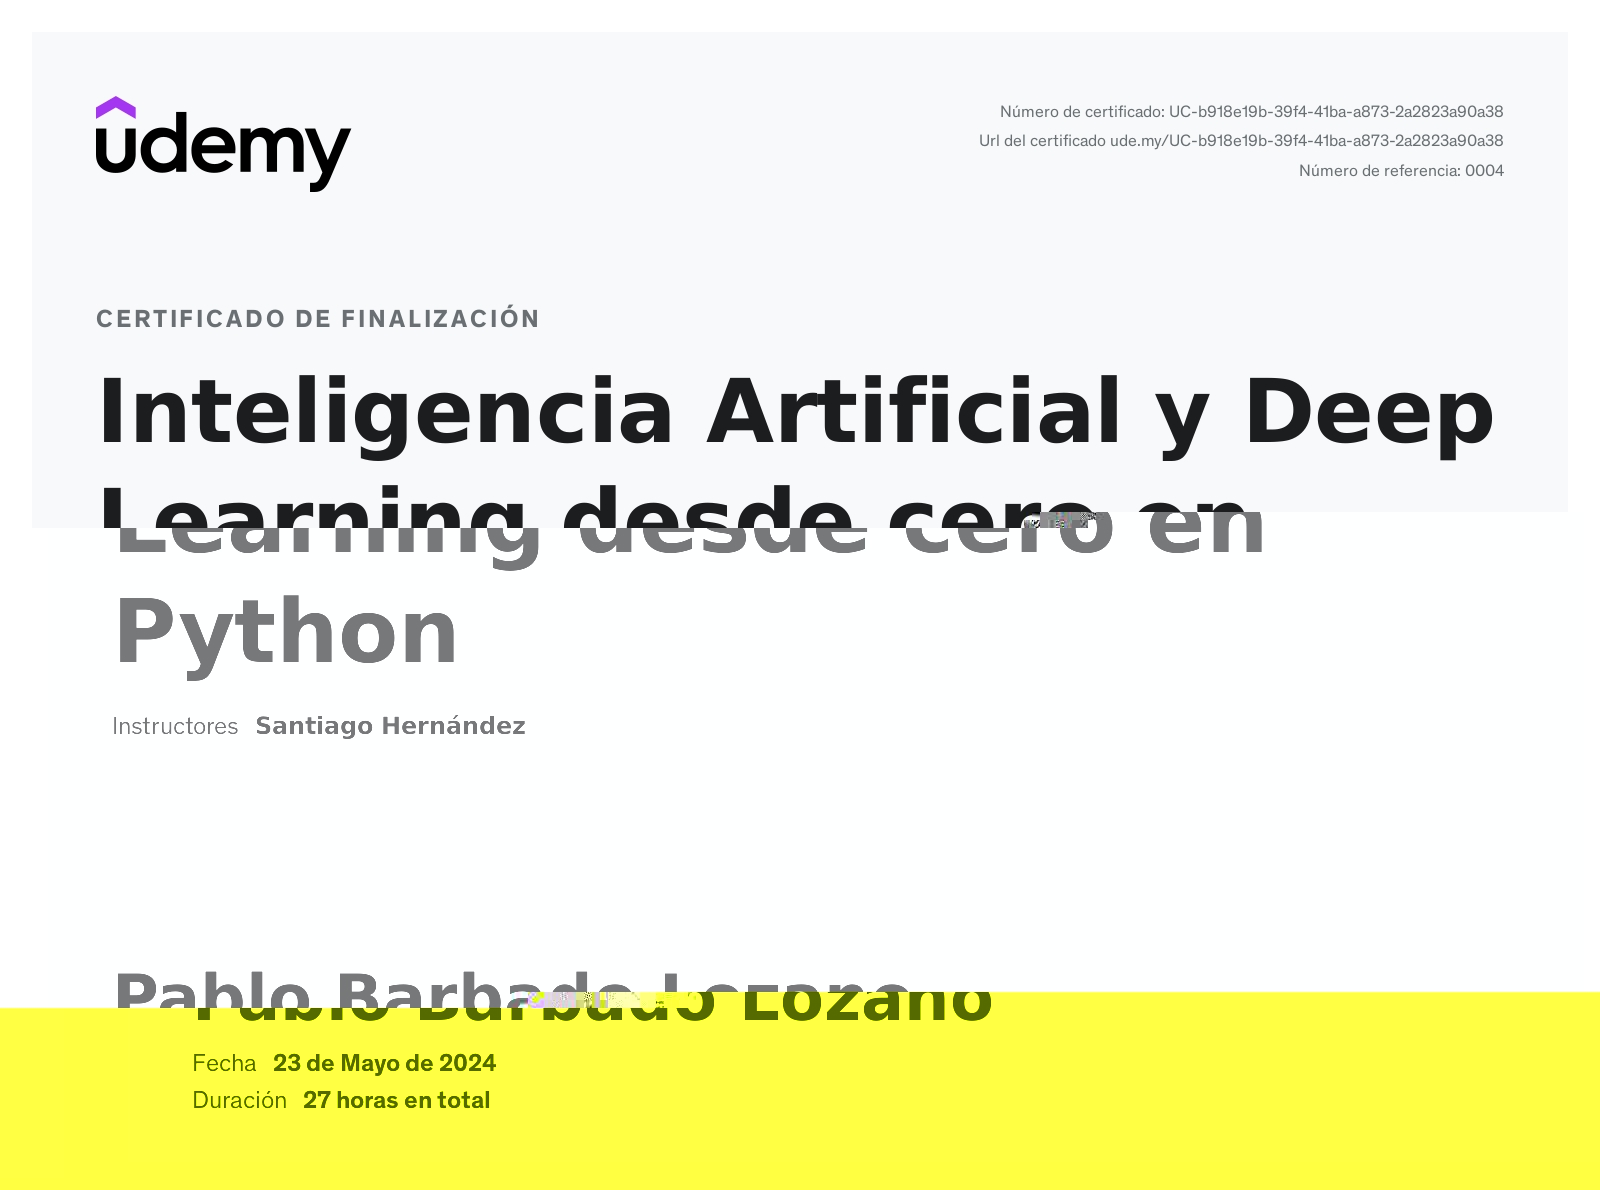 udemy
Número de certificado: UC-b918e19b-39f4-41ba-a873-2a2823a90a38
Url del certificado ude.my/UC-b918e19b-39f4-41ba-a873-2a2823a90a38
Número de referencia: 0004
CERTIFICADO DE FINALIZACIÓN
Inteligencia Artificial y Deep
Learning desde cero en
Python
Instructores Santiago Hernández
Pablo Barbado Lozano
Fecha 23 de Mayo de 2024
Duración 27 horas en total